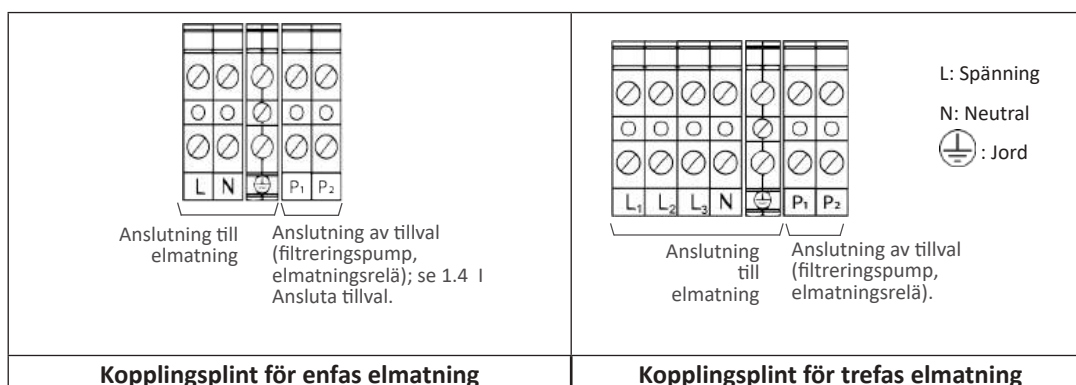 L N P1 P2
Anslutning till
elmatning
Anslutning av tillval
(filtreringspump,
elmatningsrelä); se 1.4 I
Ansluta tillval.
Kopplingsplint för enfas elmatning
L1 L2 L3 N P1 P2
Anslutning
till
elmatning
Anslutning av tillval
(filtreringspump,
elmatningsrelä).
L: Spänning
N: Neutral
: Jord
Kopplingsplint för trefas elmatning